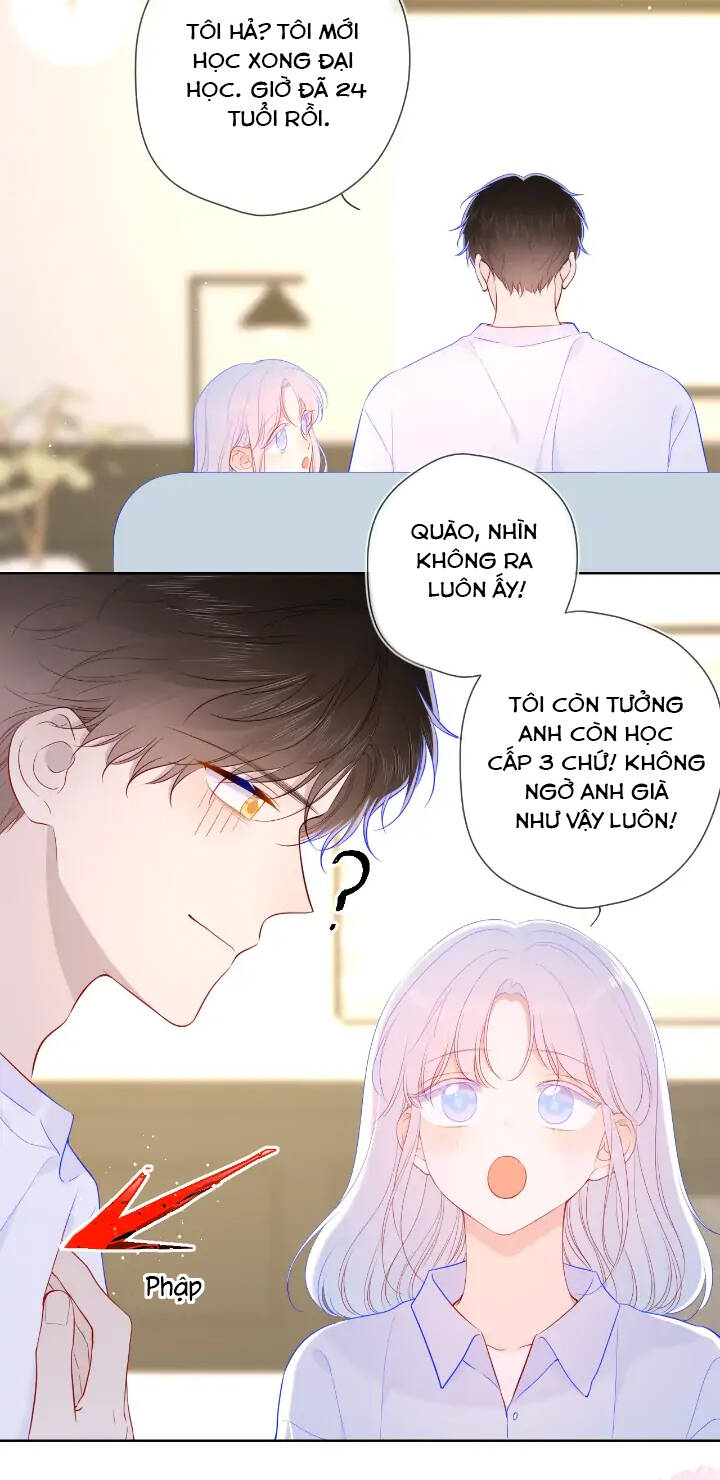 TÔI HẢ? TÔI MỚI
HỌC XONG ĐẠI
HỌC. GIỜ ĐÃ 24
TUỔI RỒI.
QUÀO, NHÌN
KHÔNG RA
LUÔN ẤY!
TÔI CÒN TƯỞNG
ANH CÒN HỌC
CẤP 3 CHỨ! KHÔNG
NGỜ ANH GIÀ
NHƯ VẬY LUÔN!
?
Phập